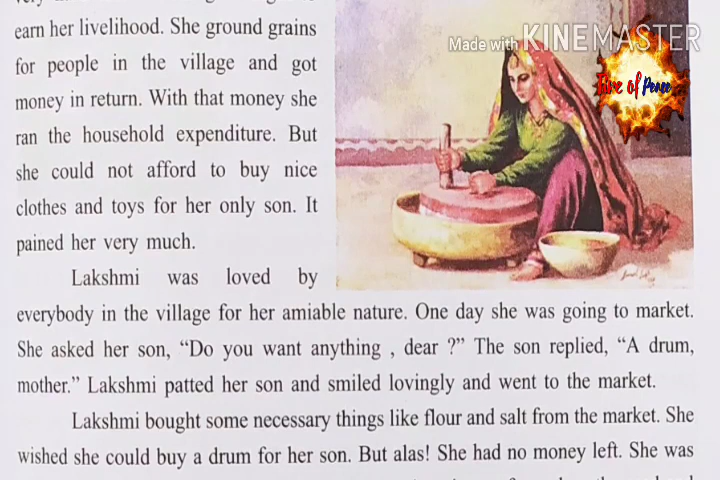 earn her livelihood. She ground grains
for people in the village and got
money in return. With that money she
ran the household expenditure. But
she could not afford to buy nice
clothes and toys for her only son. It
pained her very much.
Lakshmi was loved by
everybody in the village for her amiable nature. One day she was going to market.
She asked her son, “Do you want anything , dear ?” The son replied, “A drum,
mother.” Lakshmi patted her son and smiled lovingly and went to the market.
Lakshmi bought some necessary things like flour and salt from the market. She
wished she could buy a drum for her son. But alas! She had no money left. She was
Made with KINEMASTER
of Peace